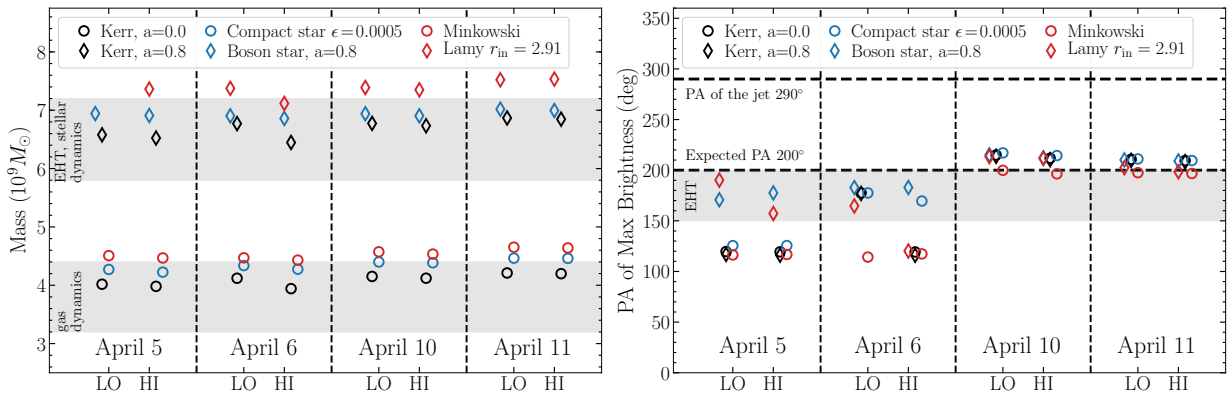 Kerr, a=0.0
Compact star ϵ=0.0005
Minkowski
Kerr, a=0.8
Boson star, a=0.8
Lamy r_in = 2.91
Mass (10⁹M⊙)
8
7
6
5
4
3
EHT, stellar
dynamics
gas
dynamics
April 5
April 6
April 10
April 11
LO HI LO HI LO HI LO HI
Kerr, a=0.0
Compact star ϵ=0.0005
Minkowski
Kerr, a=0.8
Boson star, a=0.8
Lamy r_in = 2.91
PA of Max Brightness (deg)
350
300
250
200
150
100
50
0
PA of the jet 290°
Expected PA 200°
EHT
April 5
April 6
April 10
April 11
LO HI LO HI LO HI LO HI